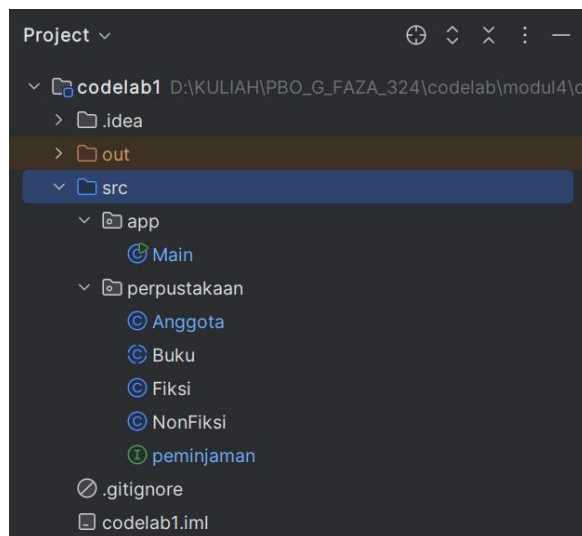 Project
codelab1 D:\KULIAH\PBO_G_FAZA_324\codelab\modul4\c
.idea
out
src
app
Main
perpustakaan
Anggota
Buku
Fiksi
NonFiksi
peminjaman
.gitignore
codelab1.iml